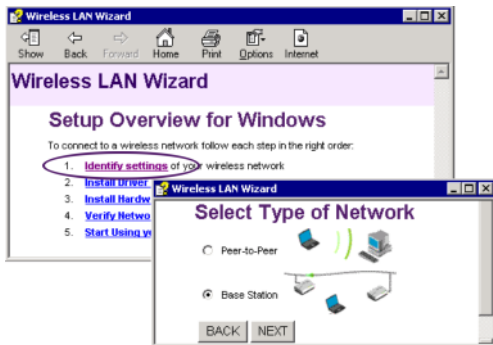 Wireless LAN Wizard
Show Back Forward Home Print Options Internet
Wireless LAN Wizard
Setup Overview for Windows
To connect to a wireless network follow each step in the right order:
1. Identify settings of your wireless network
2. Install Driver
3. Install Hardw
4. Verify Netwo
5. Start Using y
Wireless LAN Wizard
Select Type of Network
Peer-to-Peer
Base Station
BACK NEXT